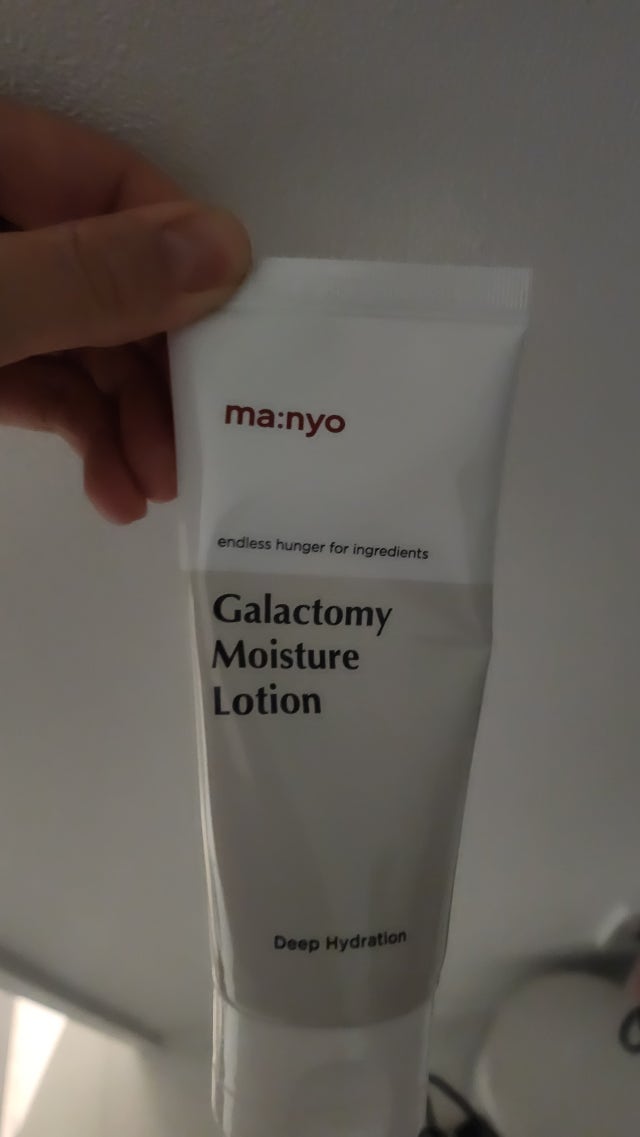 ma:nyo
endless hunger for ingredients
Galactomy
Moisture
Lotion
Deep Hydration